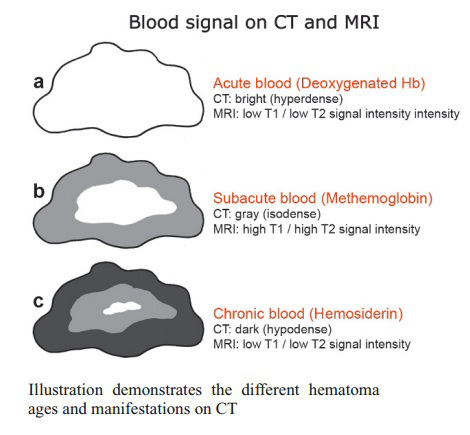 Blood signal on CT and MRI
a
Acute blood (Deoxygenated Hb)
CT: bright (hyperdense)
MRI: low T1 / low T2 signal intensity intensity
b
Subacute blood (Methemoglobin)
CT: gray (isodense)
MRI: high T1 / high T2 signal intensity
c
Chronic blood (Hemosiderin)
CT: dark (hypodense)
MRI: low T1 / low T2 signal intensity
Illustration demonstrates the different hematoma
ages and manifestations on CT